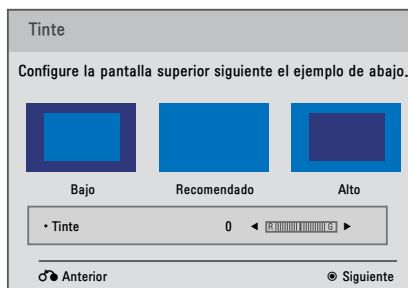 Tinte
Configure la pantalla superior siguiente el ejemplo de abajo.
Bajo Recomendado Alto
• Tinte 0 ◄ R G ►
Anterior ◉ Siguiente